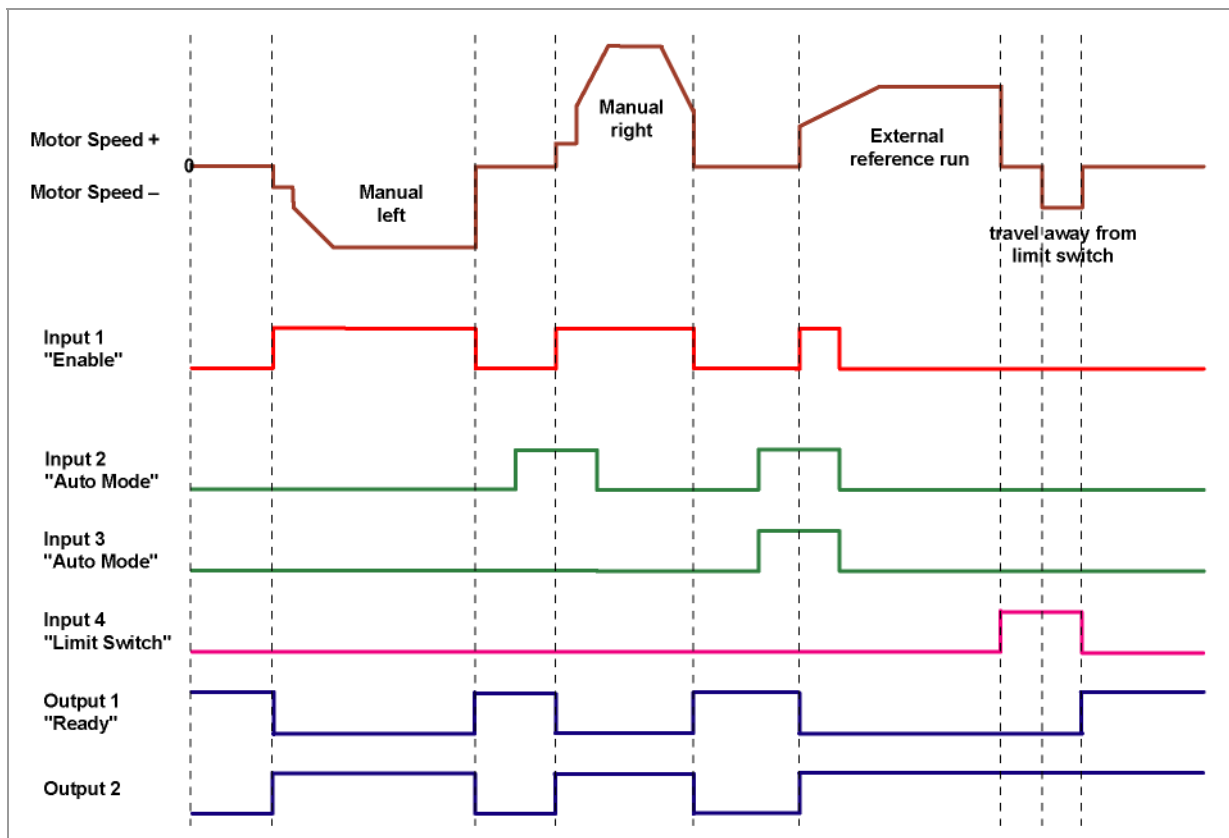 Motor Speed +
0
Motor Speed –
Manual
left
Manual
right
External
reference run
travel away from
limit switch
Input 1
"Enable"
Input 2
"Auto Mode"
Input 3
"Auto Mode"
Input 4
"Limit Switch"
Output 1
"Ready"
Output 2